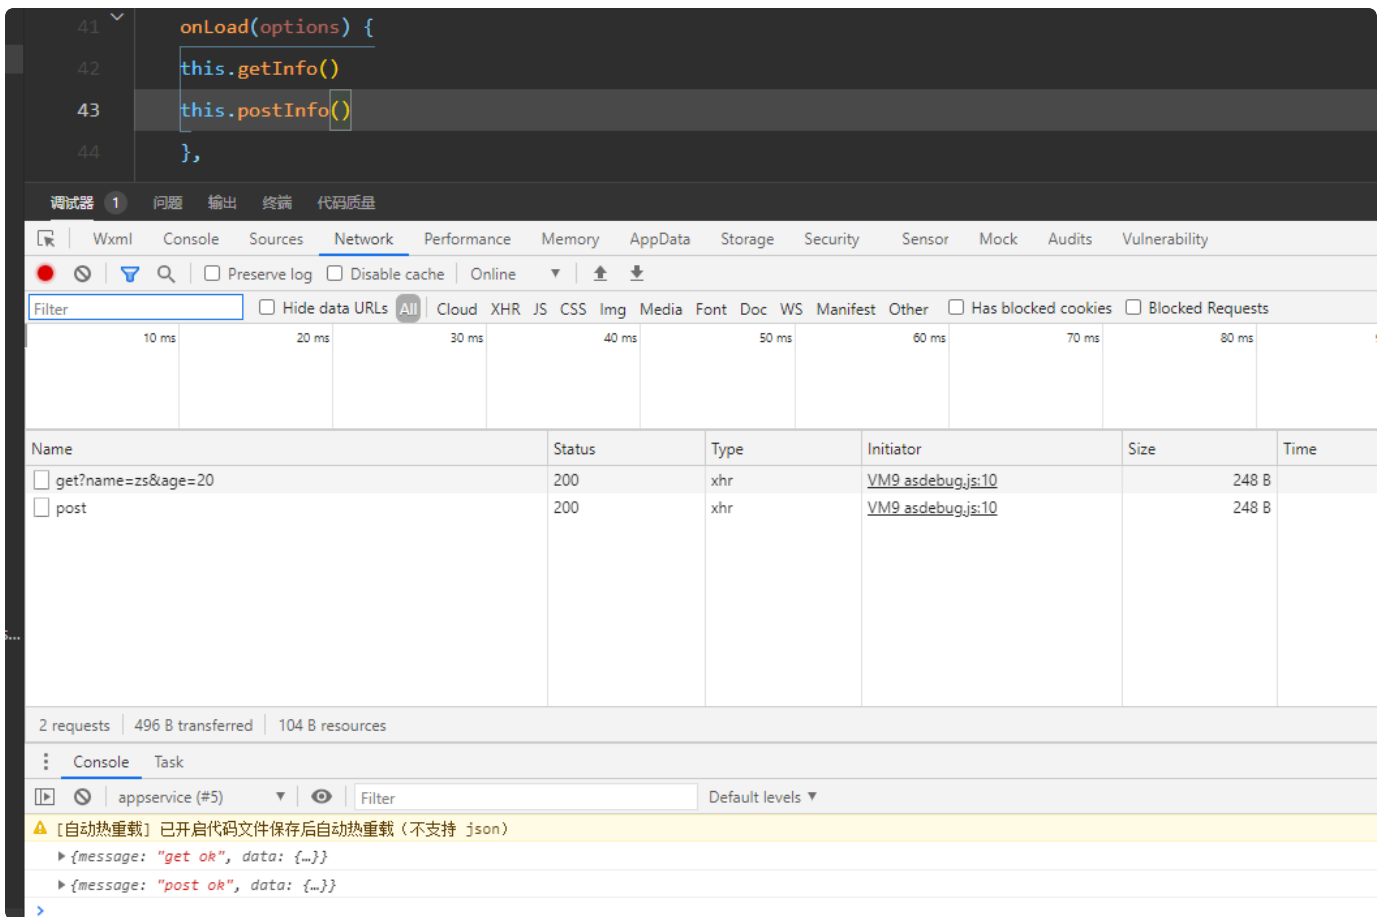 41 onLoad(options) {
42 this.getInfo()
43 this.postInfo()
44 },
调试器 1 问题 输出 终端 代码质量
Wxml Console Sources Network Performance Memory AppData Storage Security Sensor Mock Audits Vulnerability
Preserve log Disable cache Online
Filter Hide data URLs All Cloud XHR JS CSS Img Media Font Doc WS Manifest Other Has blocked cookies Blocked Requests
10 ms 20 ms 30 ms 40 ms 50 ms 60 ms 70 ms 80 ms
Name Status Type Initiator Size Time
get?name=zs&age=20 200 xhr VM9 asdebug.js:10 248 B
post 200 xhr VM9 asdebug.js:10 248 B
s...
2 requests 496 B transferred 104 B resources
Console Task
appservice (#5) Filter Default levels
[自动热重载] 已开启代码文件保存后自动热重载（不支持 json）
{message: "get ok", data: {…}}
{message: "post ok", data: {…}}